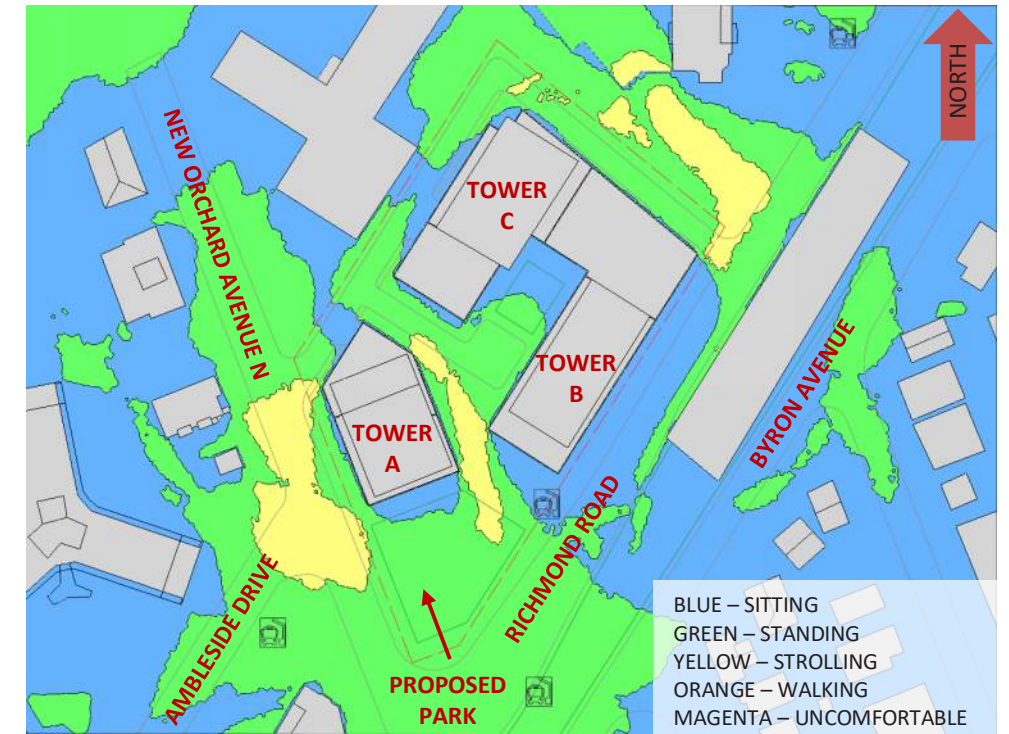 NORTH
NEW ORCHARD AVENUE N
TOWER
C
TOWER
B
TOWER
A
BYRON AVENUE
RICHMOND ROAD
AMBLESIDE DRIVE
PROPOSED
PARK
BLUE – SITTING
GREEN – STANDING
YELLOW – STROLLING
ORANGE – WALKING
MAGENTA – UNCOMFORTABLE